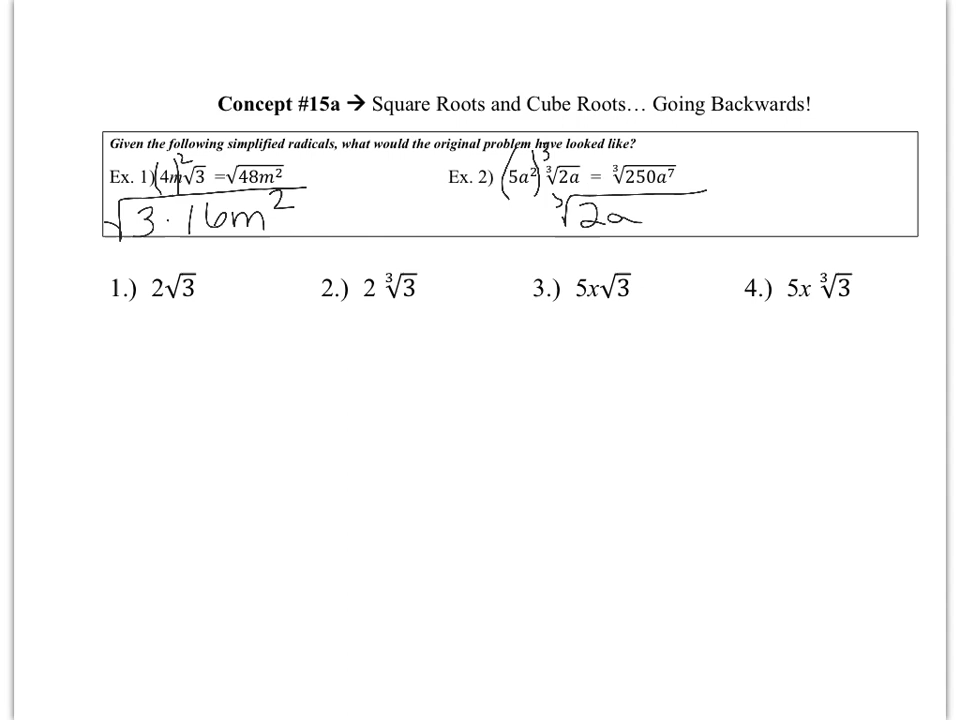 Concept #15a → Square Roots and Cube Roots… Going Backwards!
Given the following simplified radicals, what would the original problem have looked like?
Ex. 1) (4m)²√3 =√48m² Ex. 2) (5a²)³ ∛2a = ∛250a⁷
√3·16m² ∛2a
1.) 2√3 2.) 2 ∛3 3.) 5x√3 4.) 5x ∛3